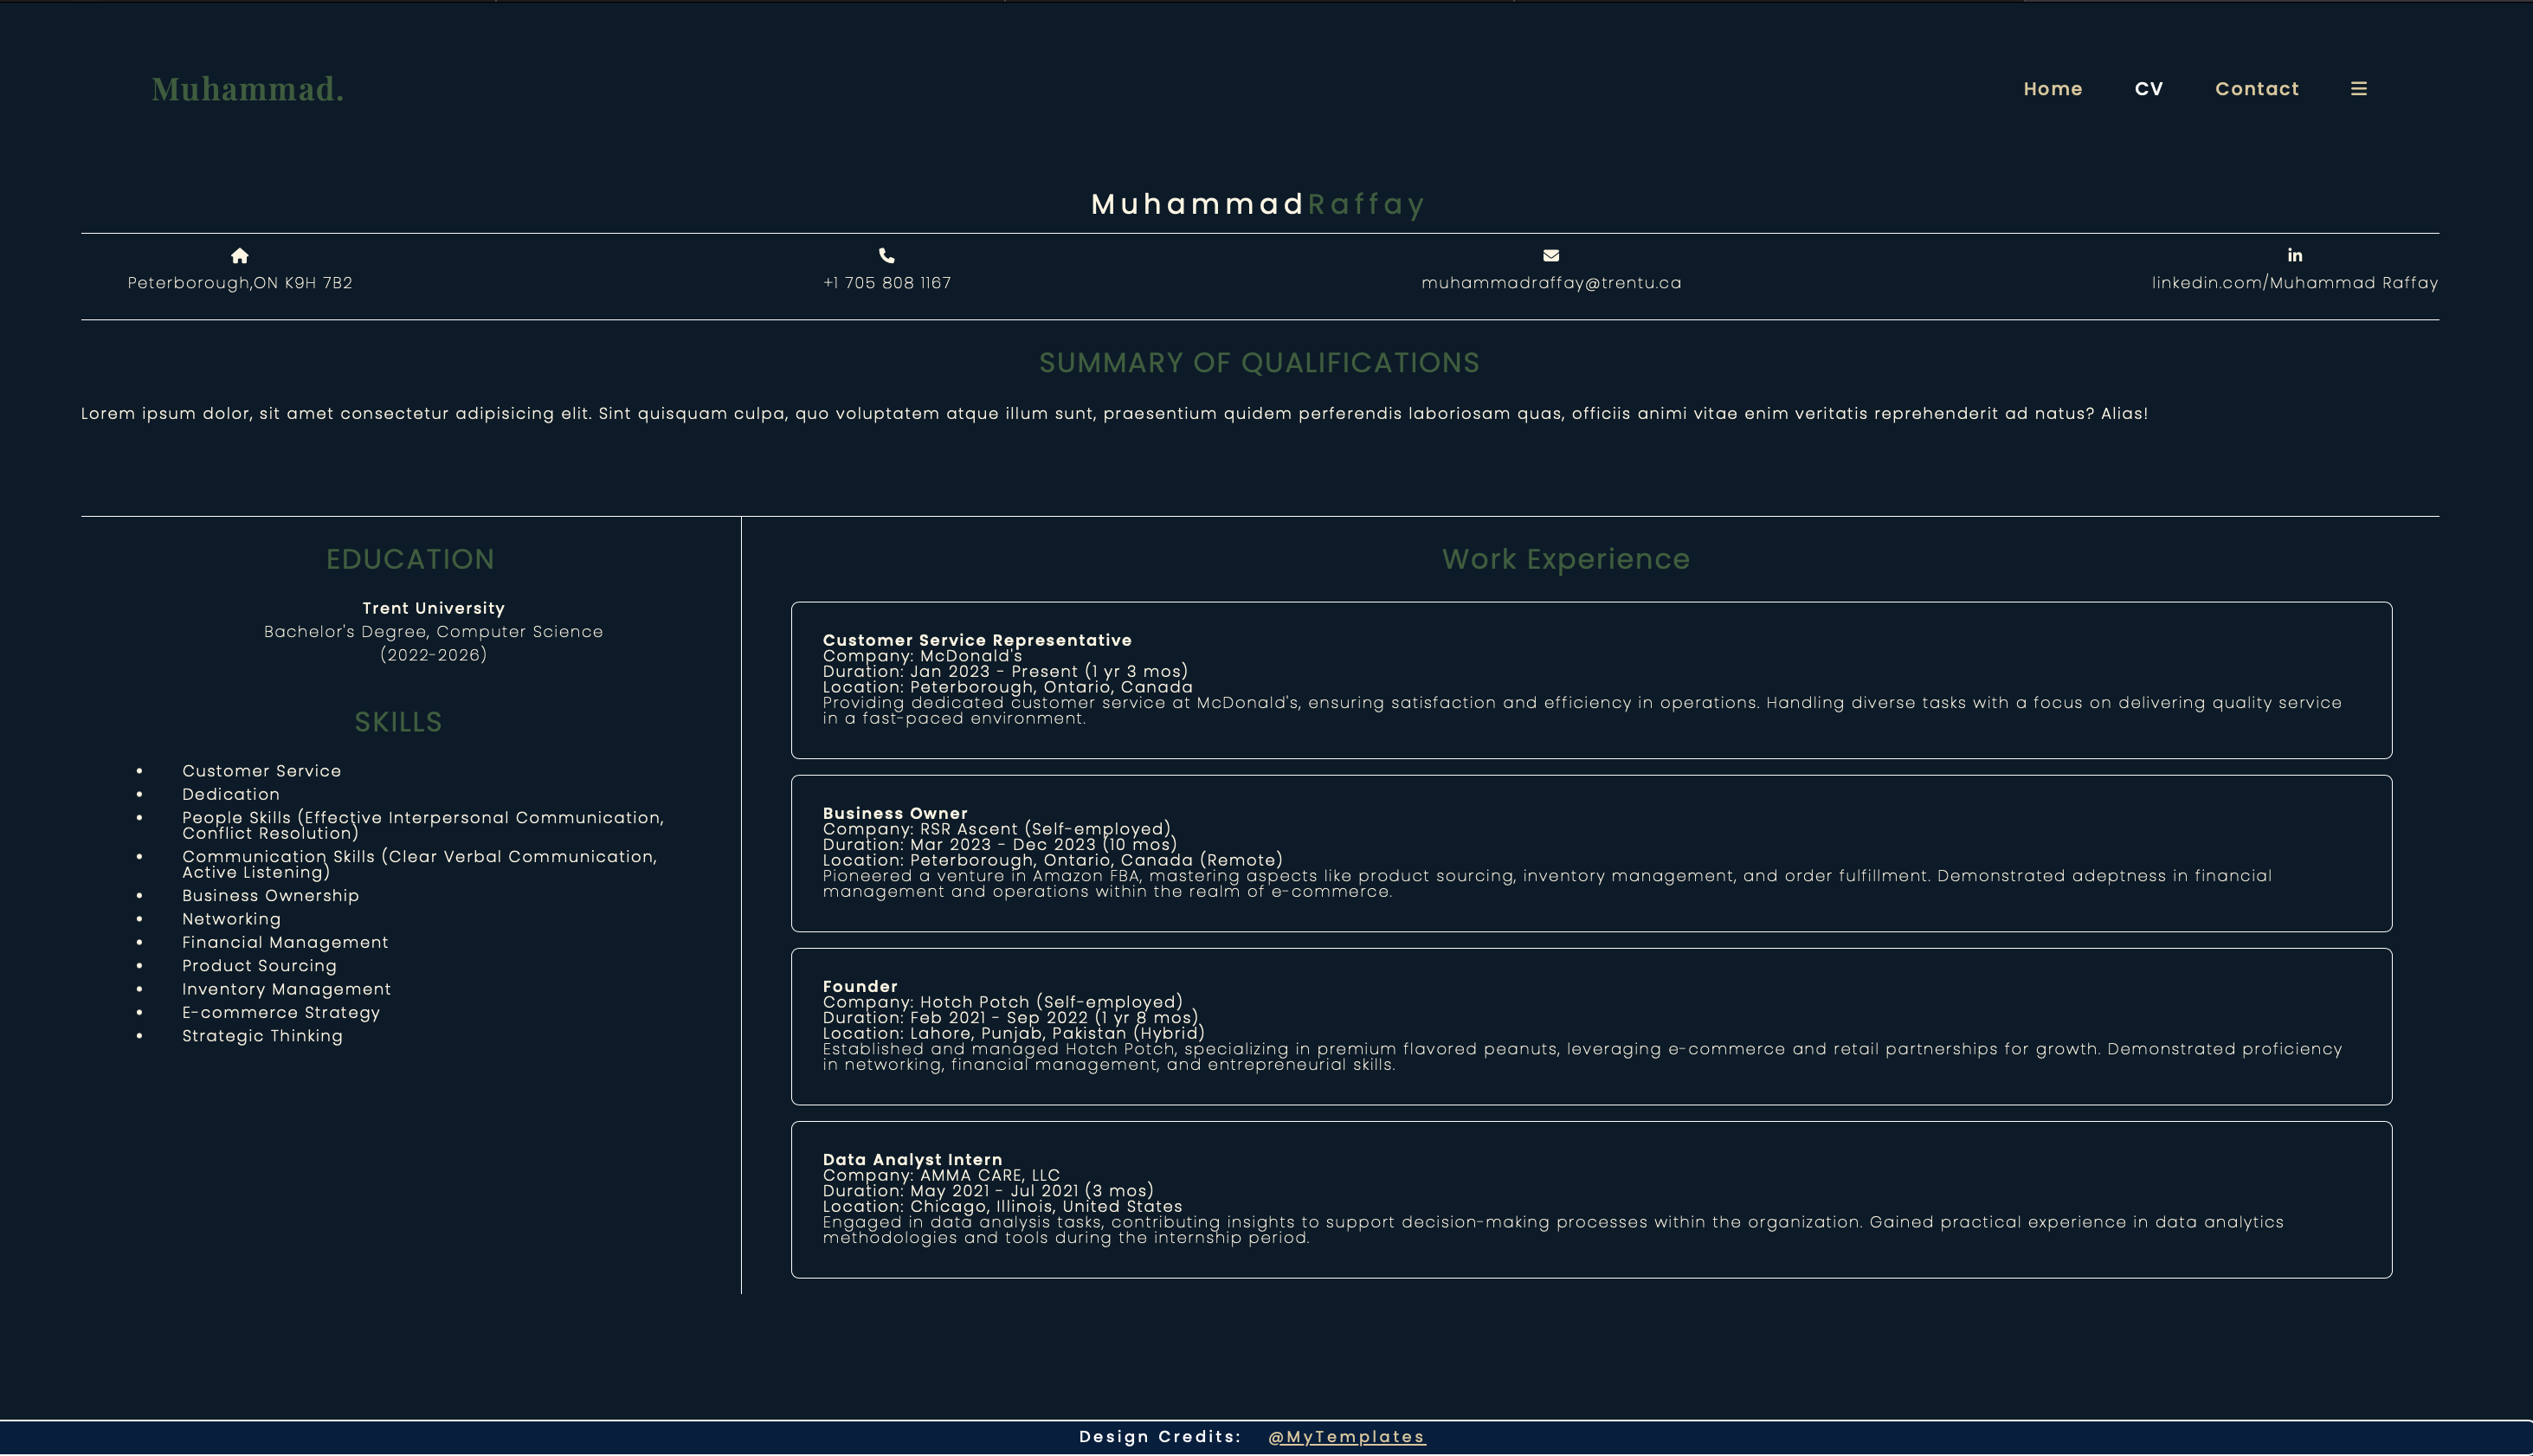 Muhammad.
Home CV Contact
MuhammadRaffay
Peterborough,ON K9H 7B2
+1 705 808 1167
muhammadraffay@trentu.ca
linkedin.com/Muhammad Raffay
SUMMARY OF QUALIFICATIONS
Lorem ipsum dolor, sit amet consectetur adipisicing elit. Sint quisquam culpa, quo voluptatem atque illum sunt, praesentium quidem perferendis laboriosam quas, officiis animi vitae enim veritatis reprehenderit ad natus? Alias!
EDUCATION
Trent University
Bachelor's Degree, Computer Science
(2022-2026)
SKILLS
• Customer Service
• Dedication
• People Skills (Effective Interpersonal Communication,
Conflict Resolution)
• Communication Skills (Clear Verbal Communication,
Active Listening)
• Business Ownership
• Networking
• Financial Management
• Product Sourcing
• Inventory Management
• E-commerce Strategy
• Strategic Thinking
Work Experience
Customer Service Representative
Company: McDonald's
Duration: Jan 2023 - Present (1 yr 3 mos)
Location: Peterborough, Ontario, Canada
Providing dedicated customer service at McDonald's, ensuring satisfaction and efficiency in operations. Handling diverse tasks with a focus on delivering quality service
in a fast-paced environment.
Business Owner
Company: RSR Ascent (Self-employed)
Duration: Mar 2023 - Dec 2023 (10 mos)
Location: Peterborough, Ontario, Canada (Remote)
Pioneered a venture in Amazon FBA, mastering aspects like product sourcing, inventory management, and order fulfillment. Demonstrated adeptness in financial
management and operations within the realm of e-commerce.
Founder
Company: Hotch Potch (Self-employed)
Duration: Feb 2021 - Sep 2022 (1 yr 8 mos)
Location: Lahore, Punjab, Pakistan (Hybrid)
Established and managed Hotch Potch, specializing in premium flavored peanuts, leveraging e-commerce and retail partnerships for growth. Demonstrated proficiency
in networking, financial management, and entrepreneurial skills.
Data Analyst Intern
Company: AMMA CARE, LLC
Duration: May 2021 - Jul 2021 (3 mos)
Location: Chicago, Illinois, United States
Engaged in data analysis tasks, contributing insights to support decision-making processes within the organization. Gained practical experience in data analytics
methodologies and tools during the internship period.
Design Credits: @MyTemplates